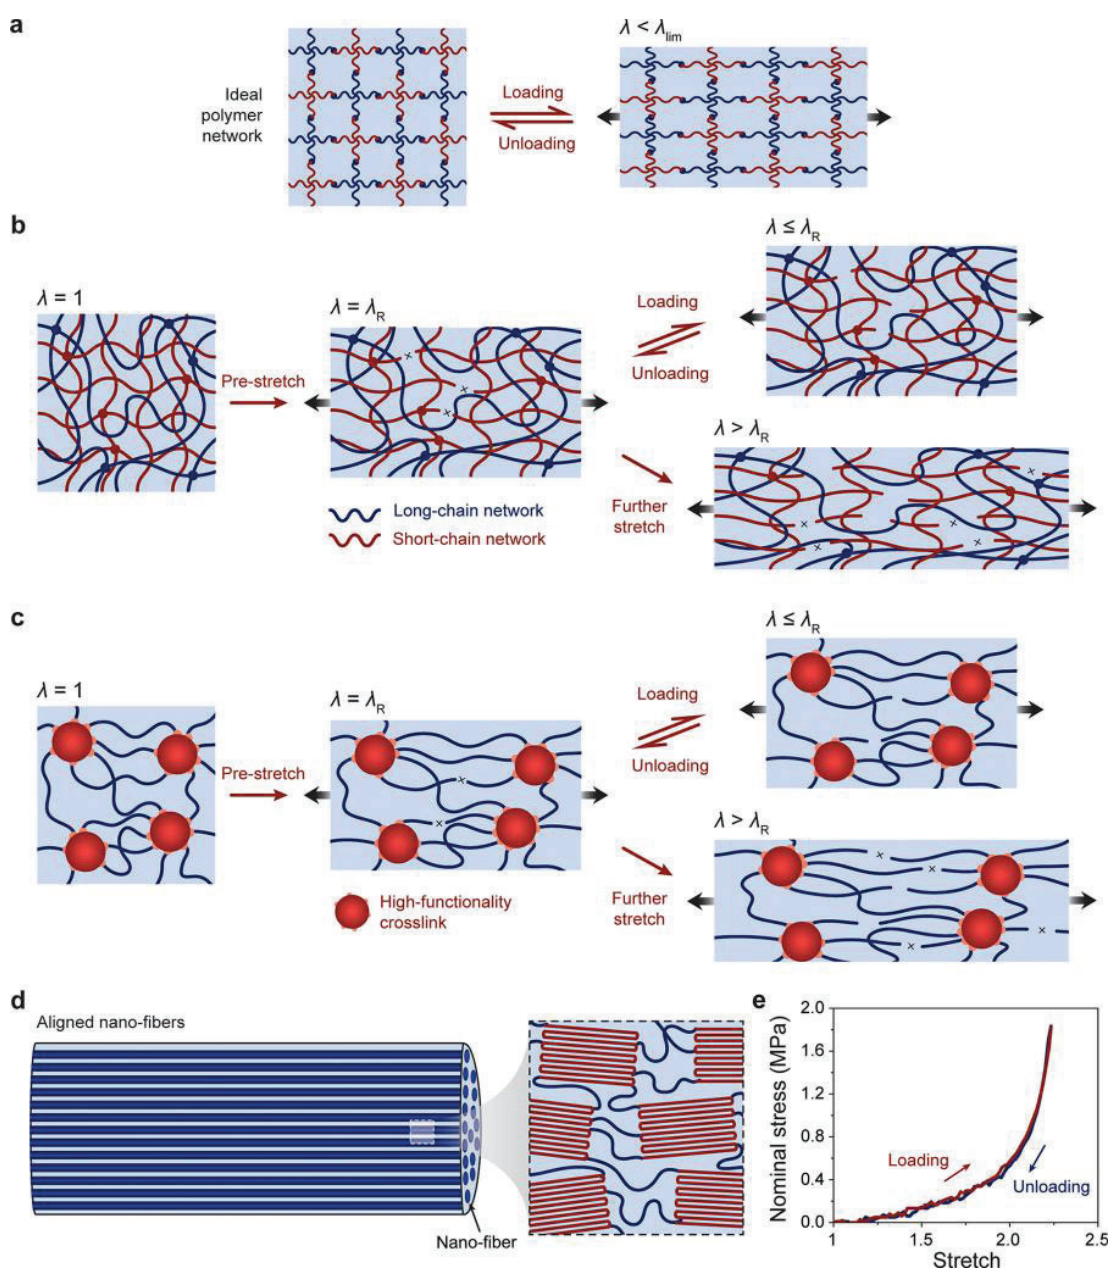 a
Ideal
polymer
network
Loading
Unloading
λ < λlim
b
λ = 1
Pre-stretch
λ = λR
Long-chain network
Short-chain network
Loading
Unloading
Further
stretch
λ ≤ λR
λ > λR
c
λ = 1
Pre-stretch
λ = λR
High-functionality
crosslink
Loading
Unloading
Further
stretch
λ ≤ λR
λ > λR
d
Aligned nano-fibers
Nano-fiber
e
Nominal stress (MPa)
2.0
1.6
1.2
0.8
0.4
0.0
Loading
Unloading
1
1.5
2.0
2.5
Stretch